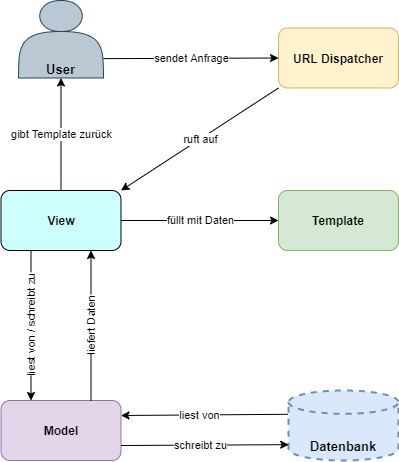 User
sendet Anfrage
URL Dispatcher
gibt Template zurück
ruft auf
View
füllt mit Daten
Template
liest von / schreibt zu
liefert Daten
Model
liest von
schreibt zu
Datenbank